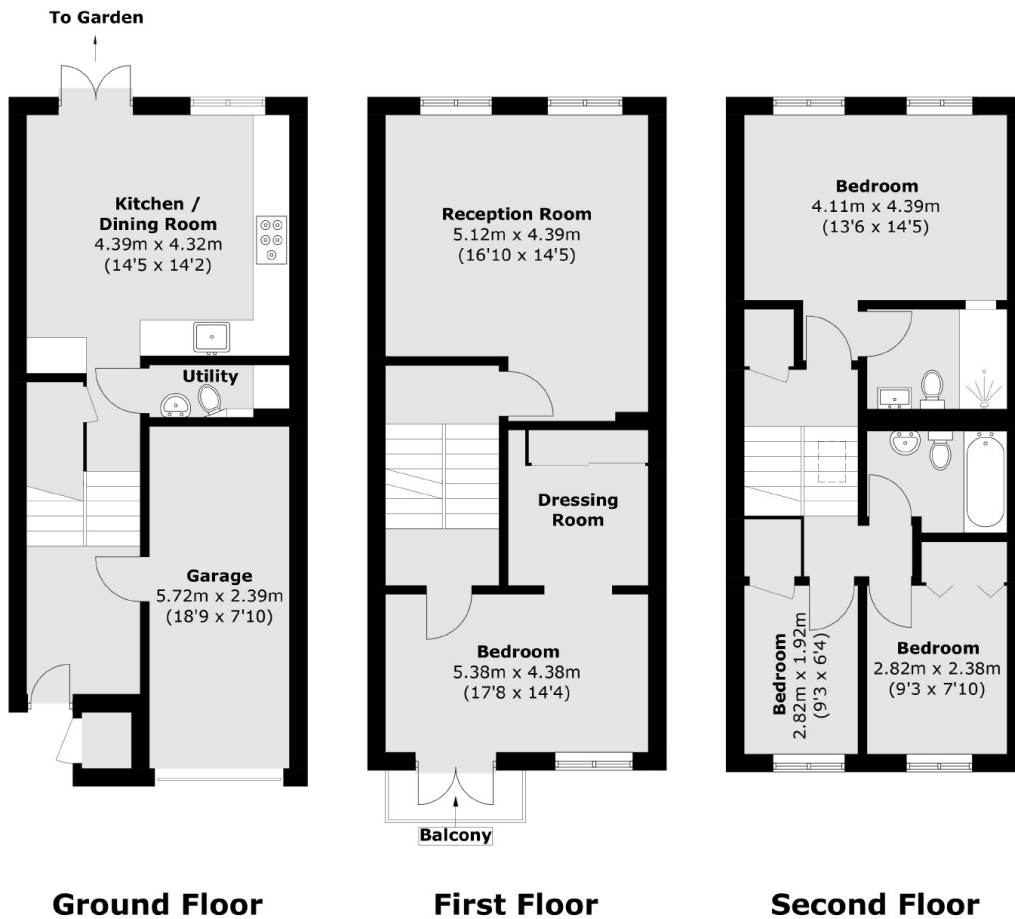 To Garden
Kitchen /
Dining Room
4.39m x 4.32m
(14'5 x 14'2)
Utility
Garage
5.72m x 2.39m
(18'9 x 7'10)
Ground Floor
Reception Room
5.12m x 4.39m
(16'10 x 14'5)
Dressing
Room
Bedroom
5.38m x 4.38m
(17'8 x 14'4)
Balcony
First Floor
Bedroom
4.11m x 4.39m
(13'6 x 14'5)
Bedroom
2.82m x 1.92m
(9'3 x 6'4)
Bedroom
2.82m x 2.38m
(9'3 x 7'10)
Second Floor